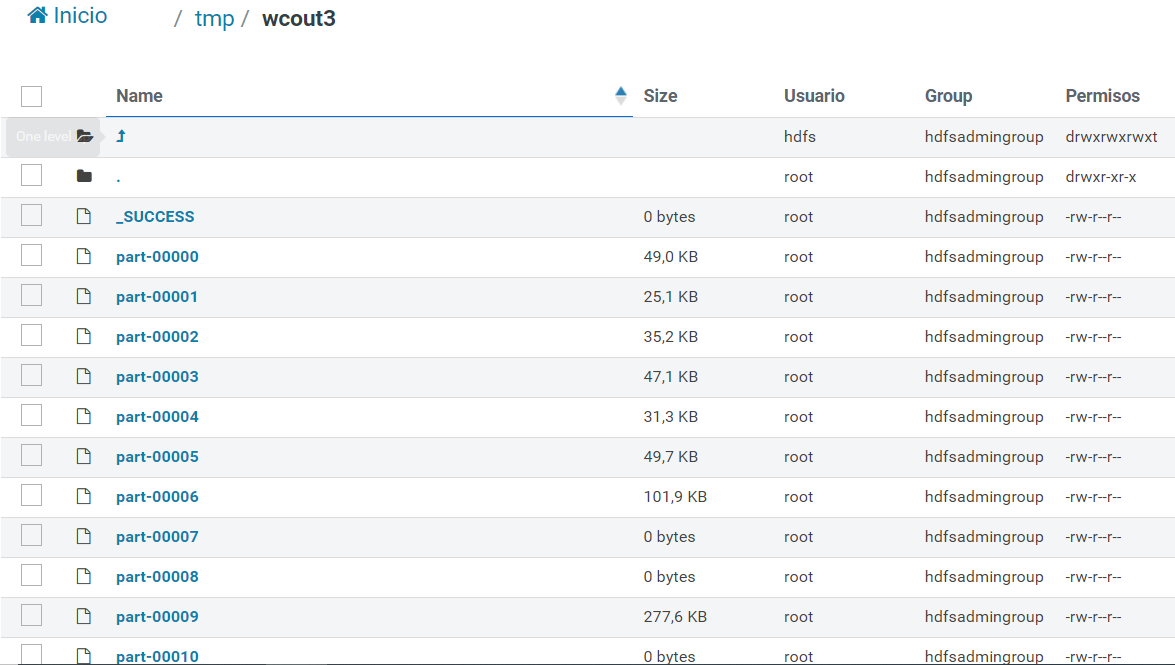 Inicio / tmp / wcout3
Name Size Usuario Group Permisos
One level hdfs hdfsadmingroup drwxrwxrwxt
. root hdfsadmingroup drwxr-xr-x
_SUCCESS 0 bytes root hdfsadmingroup -rw-r--r--
part-00000 49,0 KB root hdfsadmingroup -rw-r--r--
part-00001 25,1 KB root hdfsadmingroup -rw-r--r--
part-00002 35,2 KB root hdfsadmingroup -rw-r--r--
part-00003 47,1 KB root hdfsadmingroup -rw-r--r--
part-00004 31,3 KB root hdfsadmingroup -rw-r--r--
part-00005 49,7 KB root hdfsadmingroup -rw-r--r--
part-00006 101,9 KB root hdfsadmingroup -rw-r--r--
part-00007 0 bytes root hdfsadmingroup -rw-r--r--
part-00008 0 bytes root hdfsadmingroup -rw-r--r--
part-00009 277,6 KB root hdfsadmingroup -rw-r--r--
part-00010 0 bytes root hdfsadmingroup -rw-r--r--